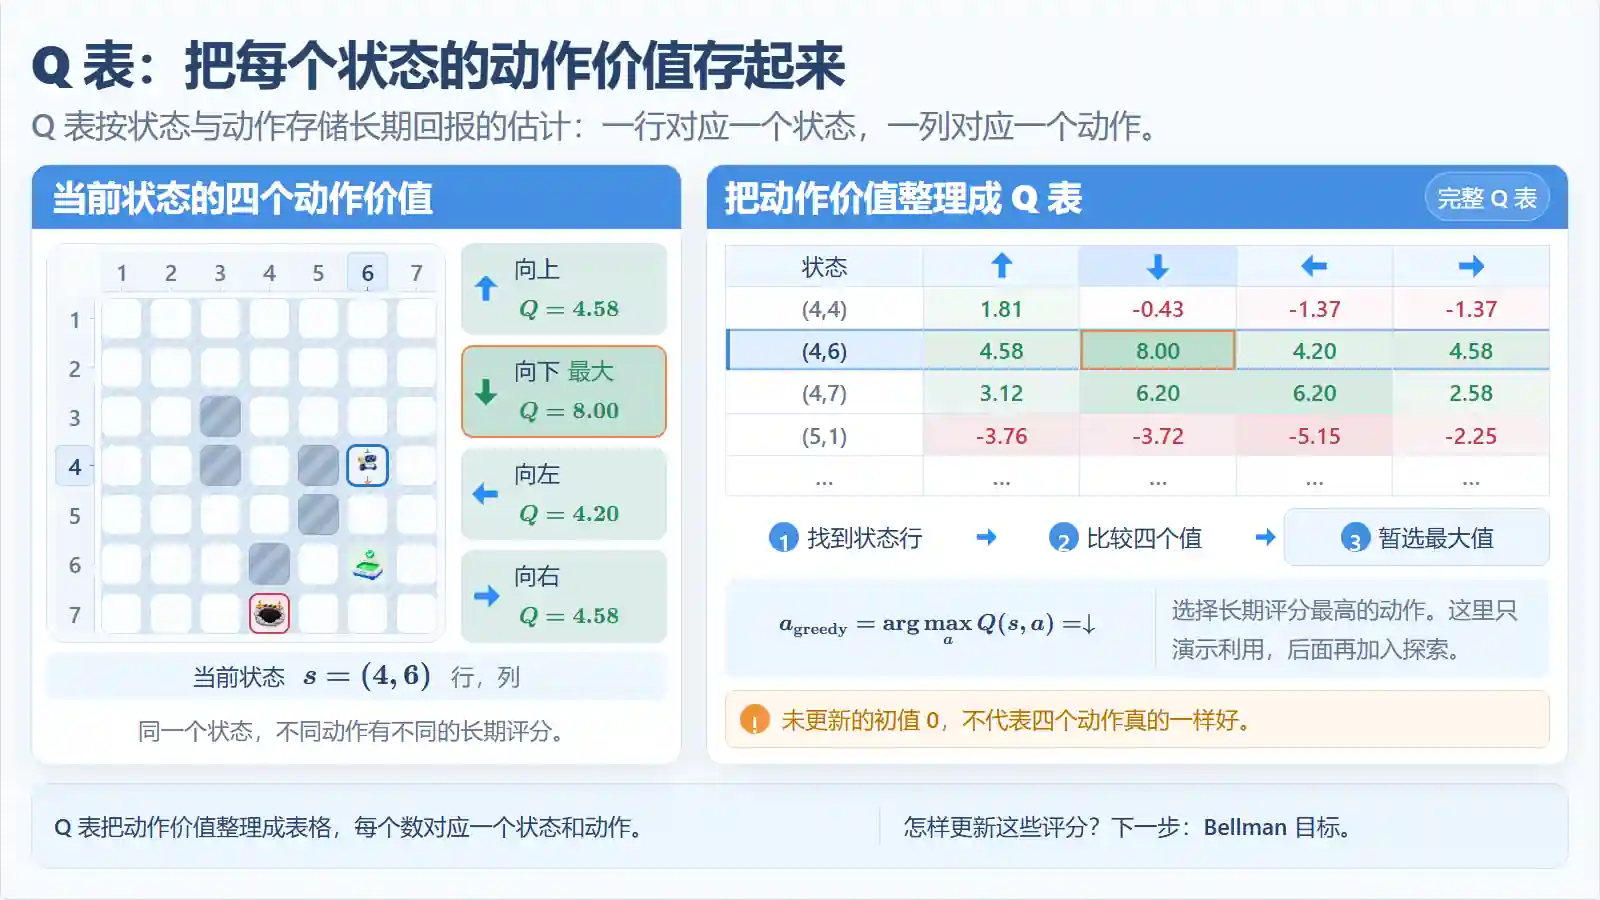 Q 表：把每个状态的动作价值存起来
Q 表按状态与动作存储长期回报的估计：一行对应一个状态，一列对应一个动作。
当前状态的四个动作价值
1 2 3 4 5 6 7
1
2
3
4
5
6
7
向上
Q = 4.58
向下 最大
Q = 8.00
向左
Q = 4.20
向右
Q = 4.58
当前状态 s = (4, 6) 行，列
同一个状态，不同动作有不同的长期评分。
把动作价值整理成 Q 表
完整 Q 表
状态 ↑ ↓ ← →
(4,4) 1.81 -0.43 -1.37 -1.37
(4,6) 4.58 8.00 4.20 4.58
(4,7) 3.12 6.20 6.20 2.58
(5,1) -3.76 -3.72 -5.15 -2.25
... ... ... ... ...
1 找到状态行 → 2 比较四个值 → 3 暂选最大值
a_greedy = arg max_a Q(s, a) =↓
选择长期评分最高的动作。这里只
演示利用，后面再加入探索。
! 未更新的初值 0，不代表四个动作真的一样好。
Q 表把动作价值整理成表格，每个数对应一个状态和动作。
怎样更新这些评分？下一步：Bellman 目标。